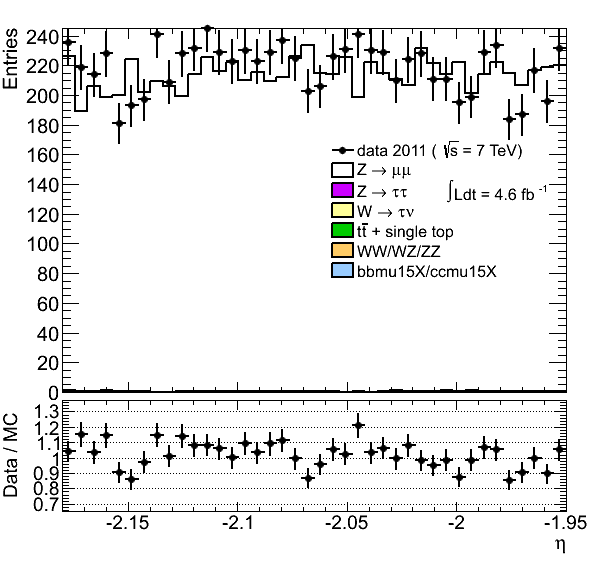 Entries
240
220
200
180
160
140
120
100
80
60
40
20
0
data 2011 ( √s = 7 TeV)
Z → μμ
Z → ττ
W → τν
tt̄ + single top
WW/WZ/ZZ
bbmu15X/ccmu15X
∫Ldt = 4.6 fb⁻¹
Data / MC
1.3
1.2
1.1
1
0.9
0.8
0.7
-2.15
-2.1
-2.05
-2
-1.95
η